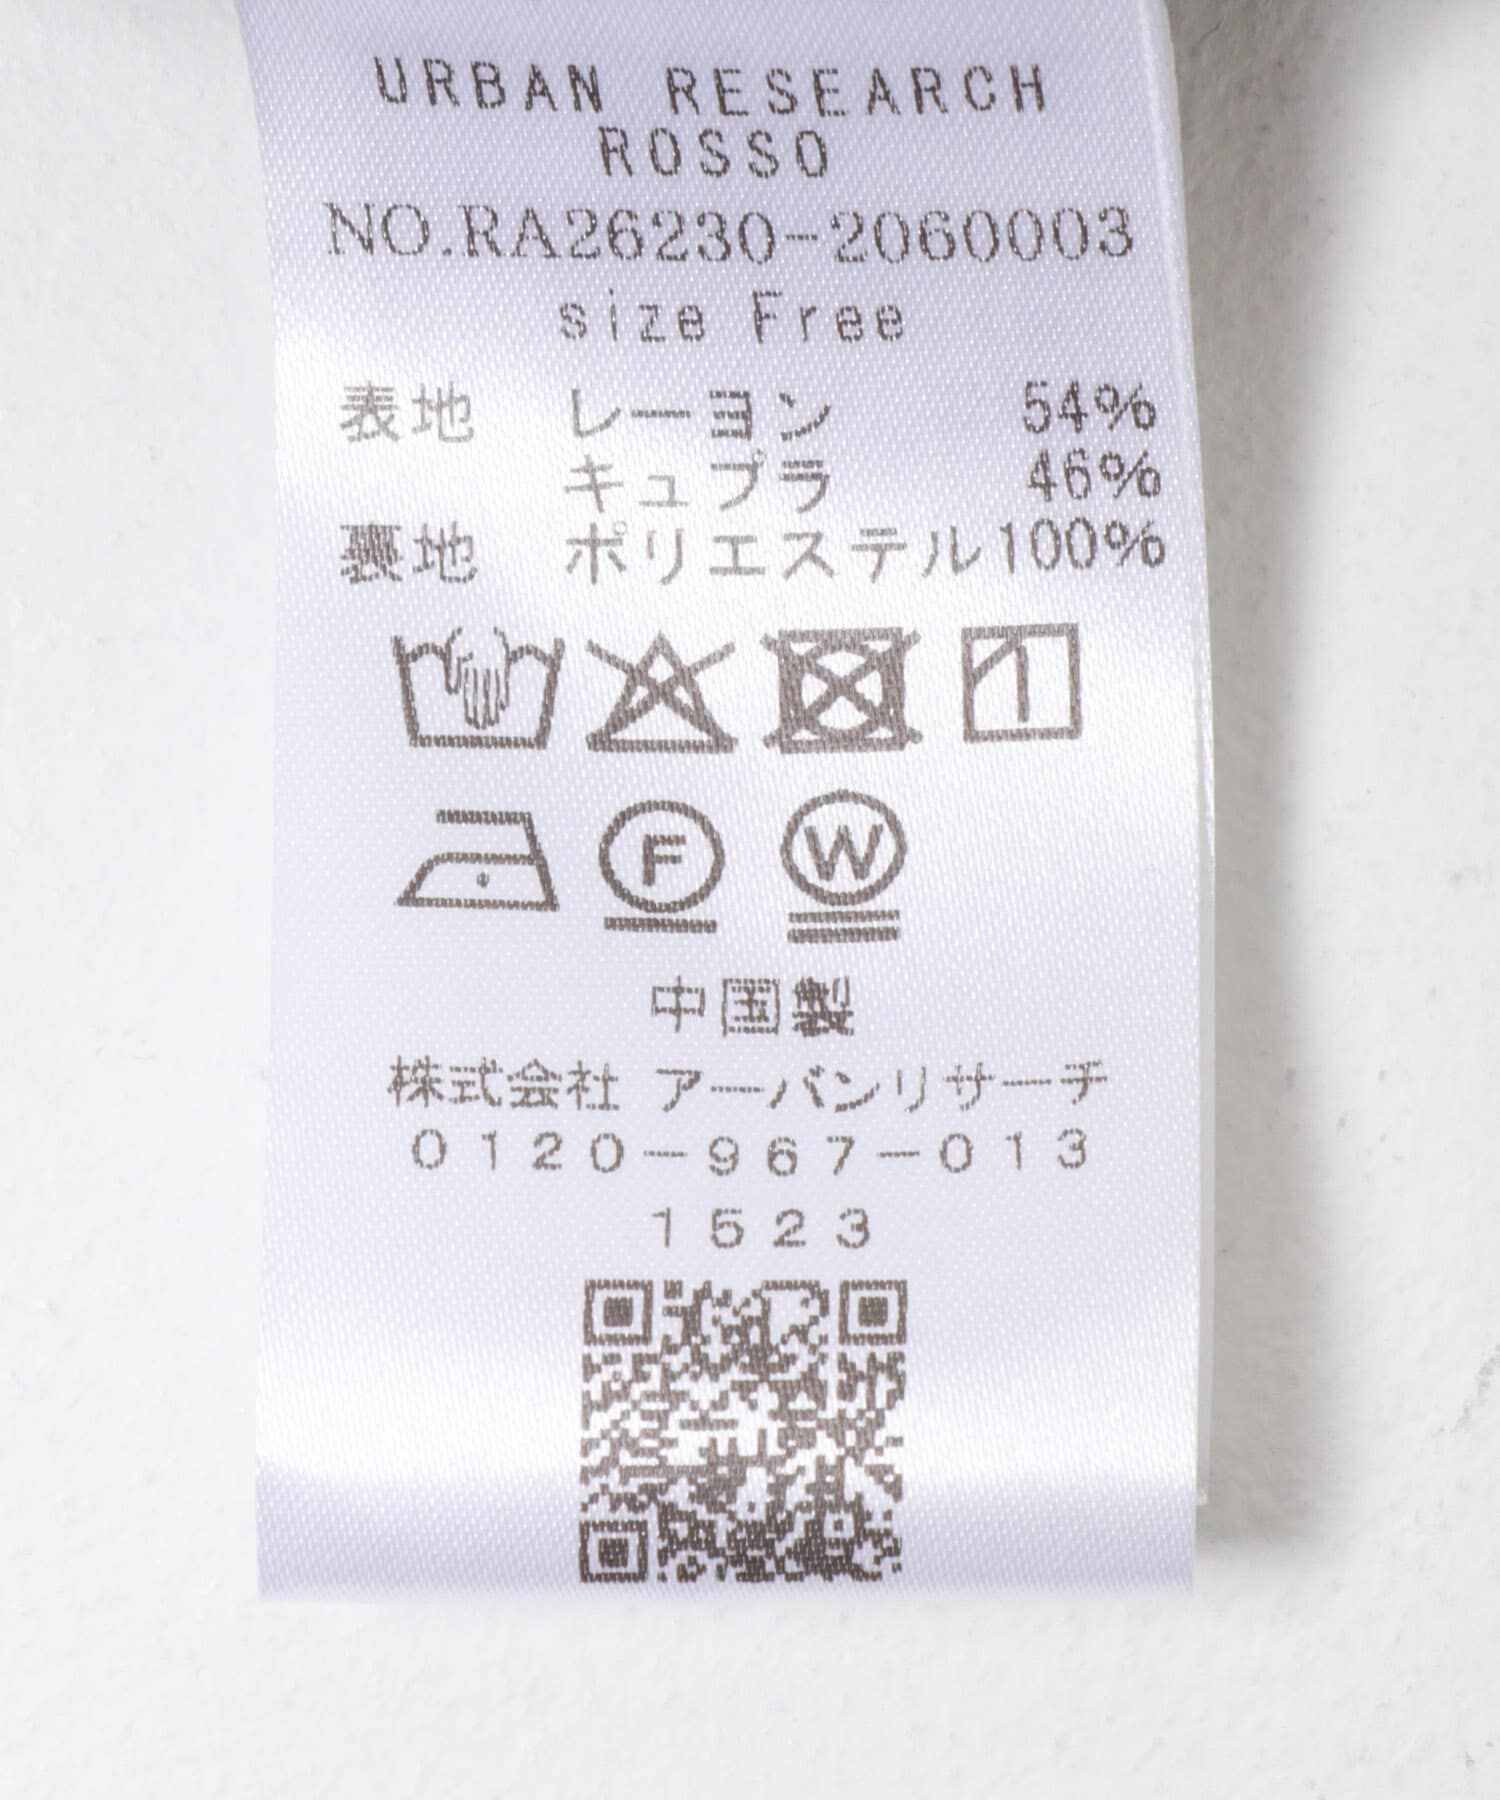 URBAN RESEARCH
ROSSO
NO.RA26230-2060003
size Free
表地 レーヨン 54%
キュプラ 46%
裏地 ポリエステル100%
F W
中国製
株式会社 アーバンリサーチ
0120-967-013
1523